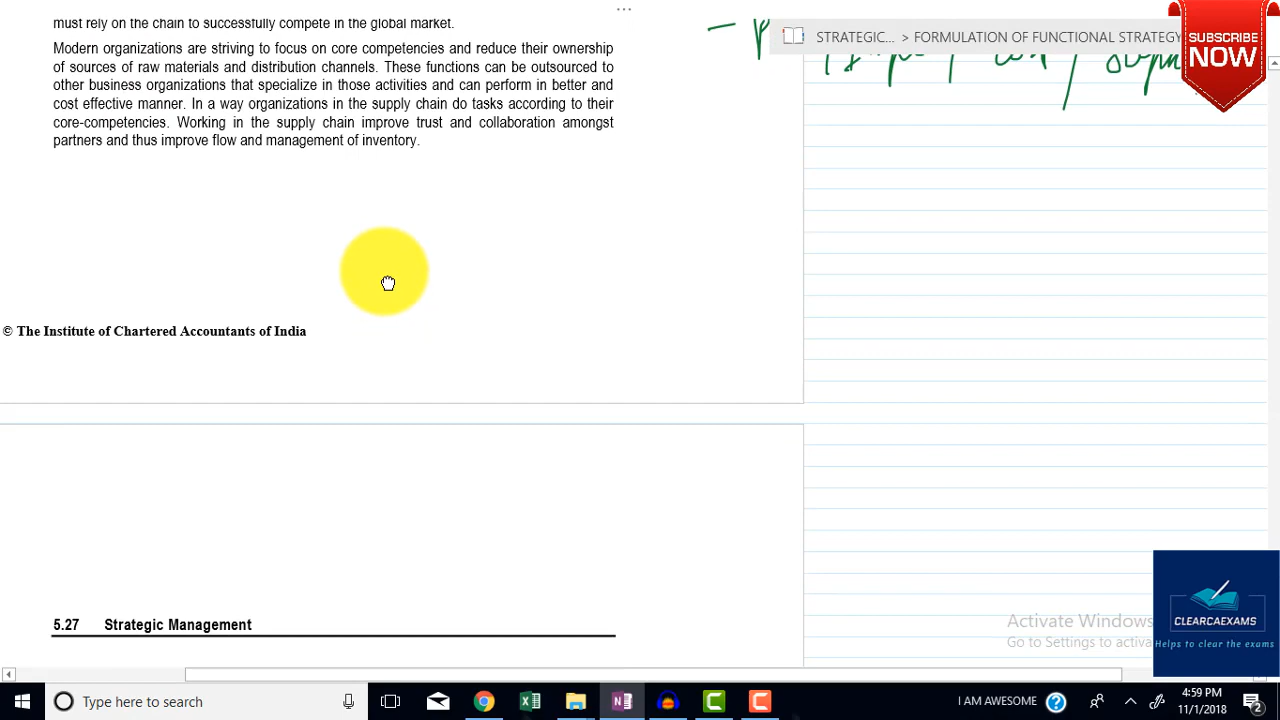 must rely on the chain to successfully compete in the global market.
STRATEGIC... > FORMULATION OF FUNCTIONAL STRATEGY
SUBSCRIBE
NOW
Modern organizations are striving to focus on core competencies and reduce their ownership
of sources of raw materials and distribution channels. These functions can be outsourced to
other business organizations that specialize in those activities and can perform in better and
cost effective manner. In a way organizations in the supply chain do tasks according to their
core-competencies. Working in the supply chain improve trust and collaboration amongst
partners and thus improve flow and management of inventory.
© The Institute of Chartered Accountants of India
5.27 Strategic Management
Activate Windows
Go to Settings to activa
CLEARCAEXAMS
Helps to clear the exams
Type here to search
I AM AWESOME
4:59 PM
11/1/2018
2